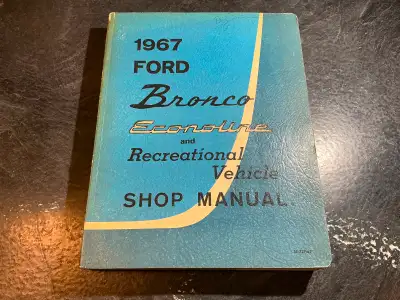 1967
FORD
Bronco
Econoline
and
Recreational
Vehicle
SHOP MANUAL